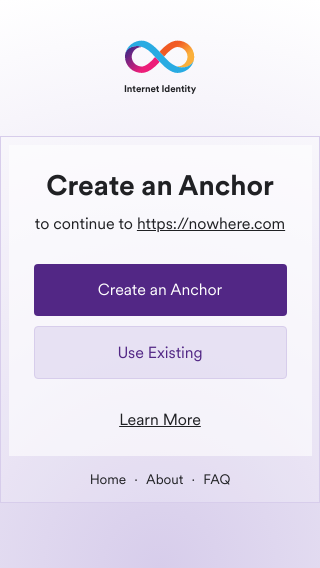 Internet Identity
Create an Anchor
to continue to https://nowhere.com
Create an Anchor
Use Existing
Learn More
Home · About · FAQ